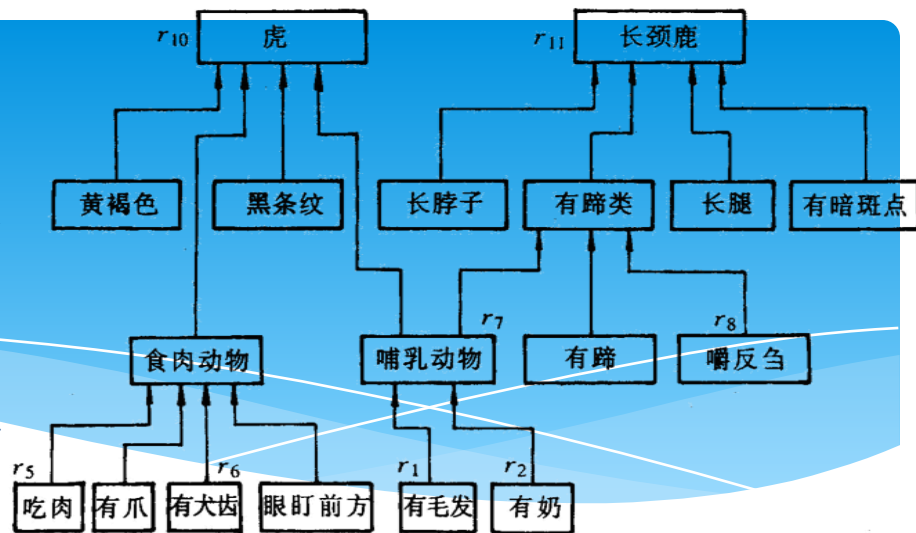 r10 虎 r11 长颈鹿
黄褐色 黑条纹 长脖子 有蹄类 长腿 有暗斑点
r7 r8
食肉动物 哺乳动物 有蹄 嚼反刍
r5 r6 r1 r2
吃肉 有爪 有犬齿 眼盯前方 有毛发 有奶